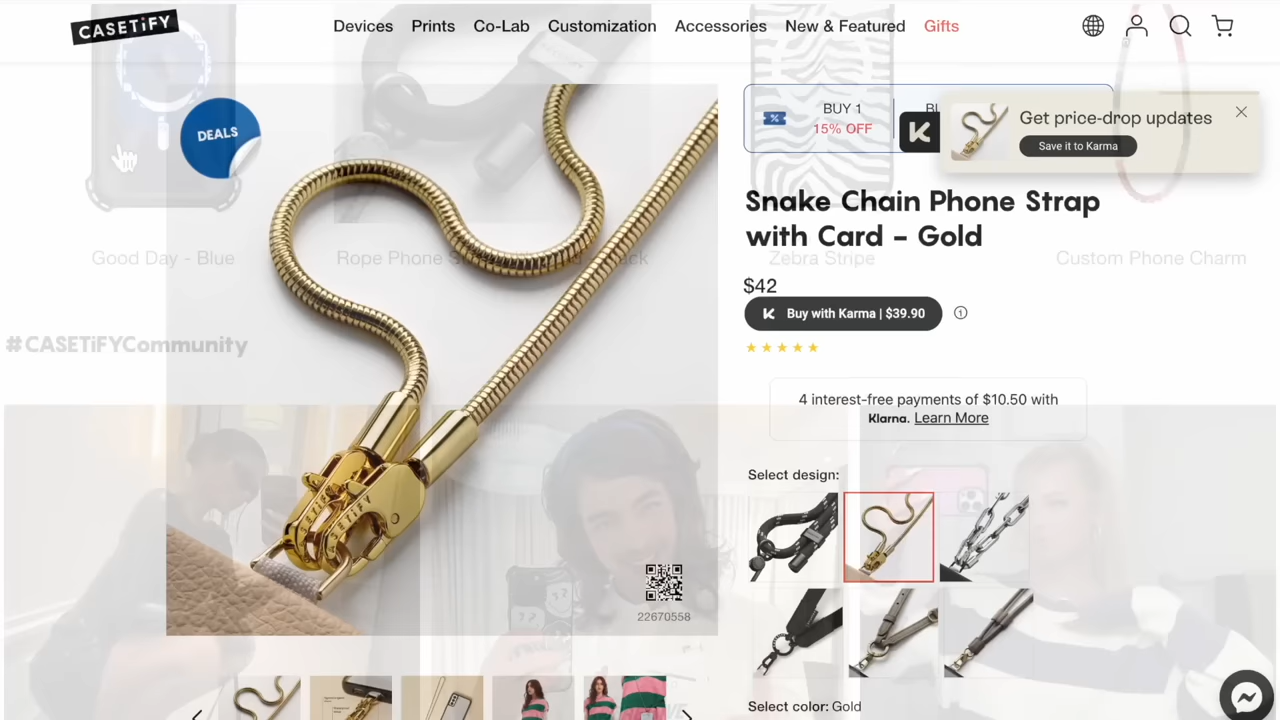 CASETiFY
Devices Prints Co-Lab Customization Accessories New & Featured Gifts
DEALS
BUY 1
15% OFF
Get price-drop updates
Save it to Karma
Snake Chain Phone Strap
with Card – Gold
Good Day - Blue
Rope Phone
Zebra Stripe
Custom Phone Charm
$42
Buy with Karma | $39.90
#CASETiFYCommunity
4 interest-free payments of $10.50 with
Klarna. Learn More
Select design:
CASETiFY
22670558
Select color: Gold